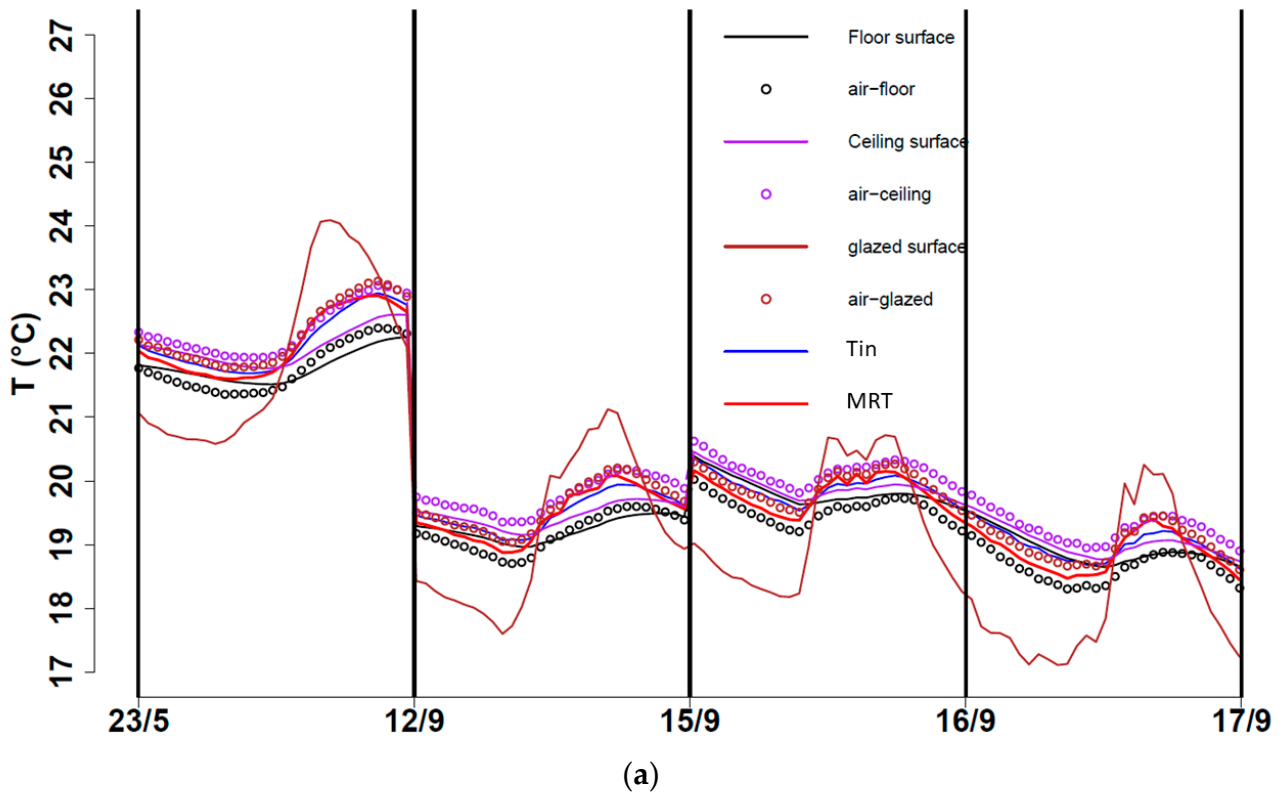 27
26
25
24
23
22
21
20
19
18
17
T (°C)
Floor surface
air−floor
Ceiling surface
air−ceiling
glazed surface
air−glazed
Tin
MRT
23/5
12/9
15/9
16/9
17/9
(a)